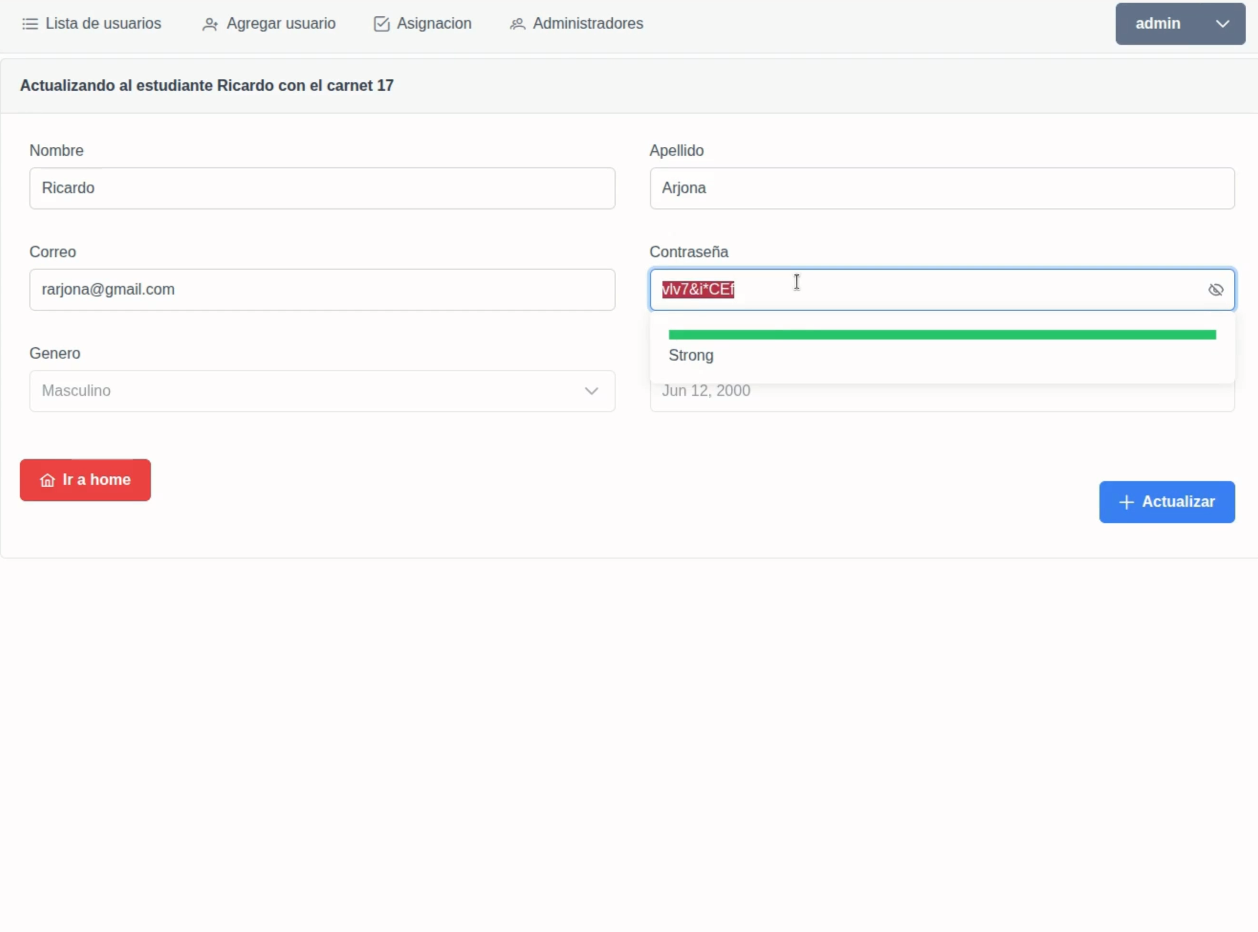 Lista de usuarios Agregar usuario Asignacion Administradores admin
Actualizando al estudiante Ricardo con el carnet 17
Nombre Apellido
Ricardo Arjona
Correo Contraseña
rarjona@gmail.com vlv7&i*CEf
Strong
Genero
Masculino Jun 12, 2000
Ir a home
Actualizar